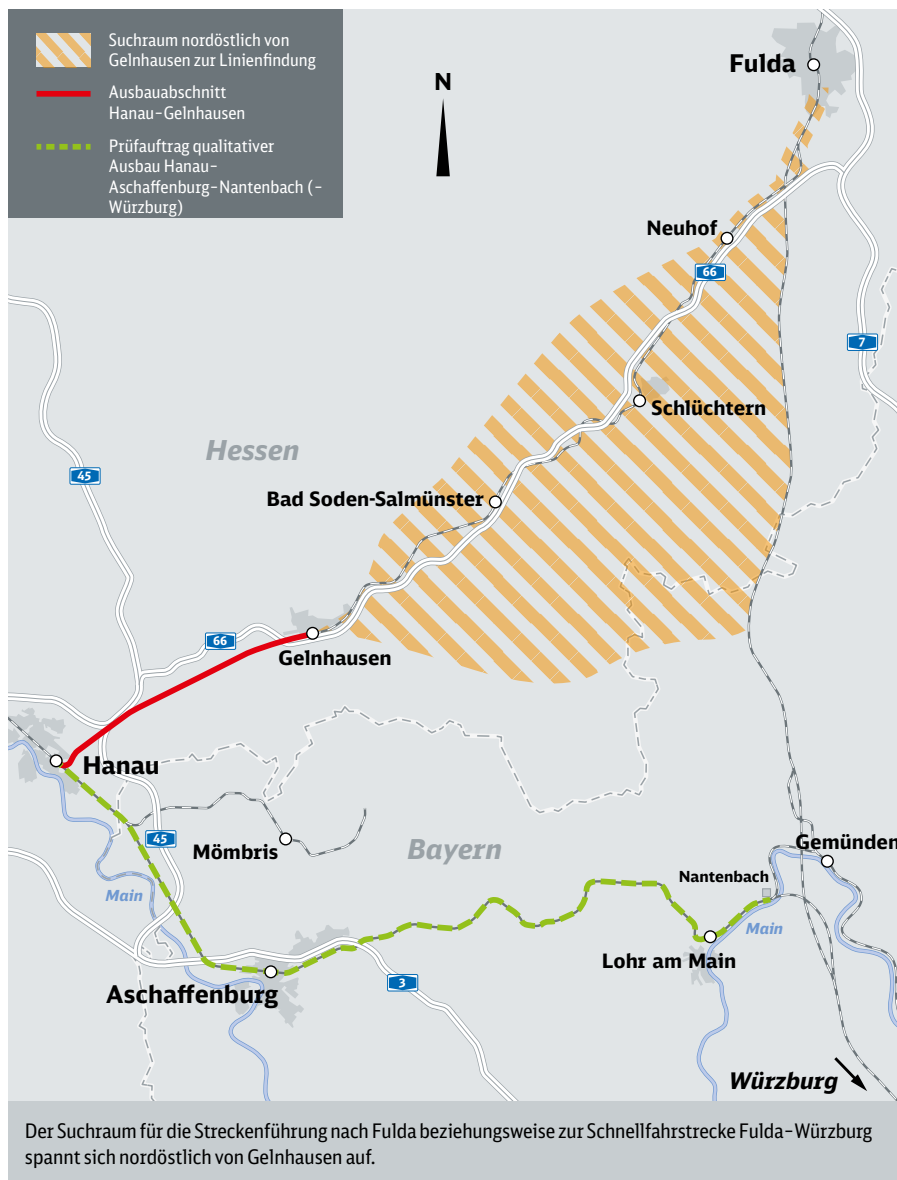 Suchraum nordöstlich von
Gelnhausen zur Linienfindung
Ausbauabschnitt
Hanau–Gelnhausen
Prüfauftrag qualitativer
Ausbau Hanau–
Aschaffenburg–Nantenbach (–
Würzburg)
N
Fulda
Neuhof
66
7
Schlüchtern
Hessen
45
Bad Soden-Salmünster
66
Gelnhausen
Hanau
45
Mömbris
Bayern
Gemünden
Nantenbach
Main
Main
Lohr am Main
Aschaffenburg
3
Würzburg
Der Suchraum für die Streckenführung nach Fulda beziehungsweise zur Schnellfahrstrecke Fulda–Würzburg
spannt sich nordöstlich von Gelnhausen auf.